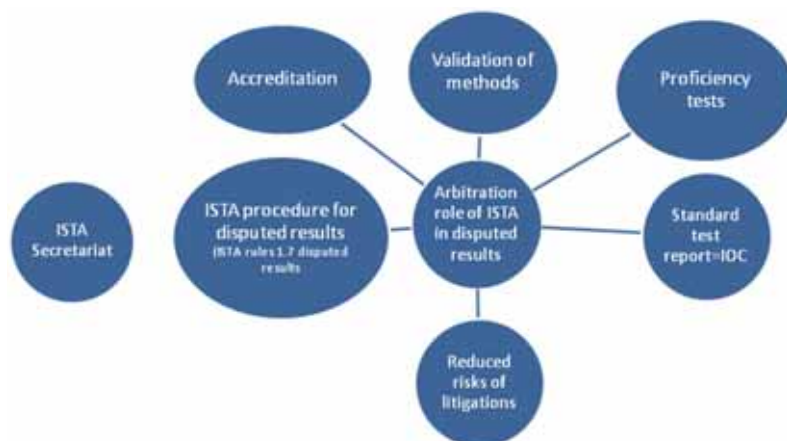 Accreditation
Validation of
methods
Proficiency
tests
ISTA
Secretariat
ISTA procedure for
disputed results
(ISTA rules 1.7 disputed
results
Arbitration
role of ISTA
in disputed
results
Standard
test
report=IOC
Reduced
risks of
litigations